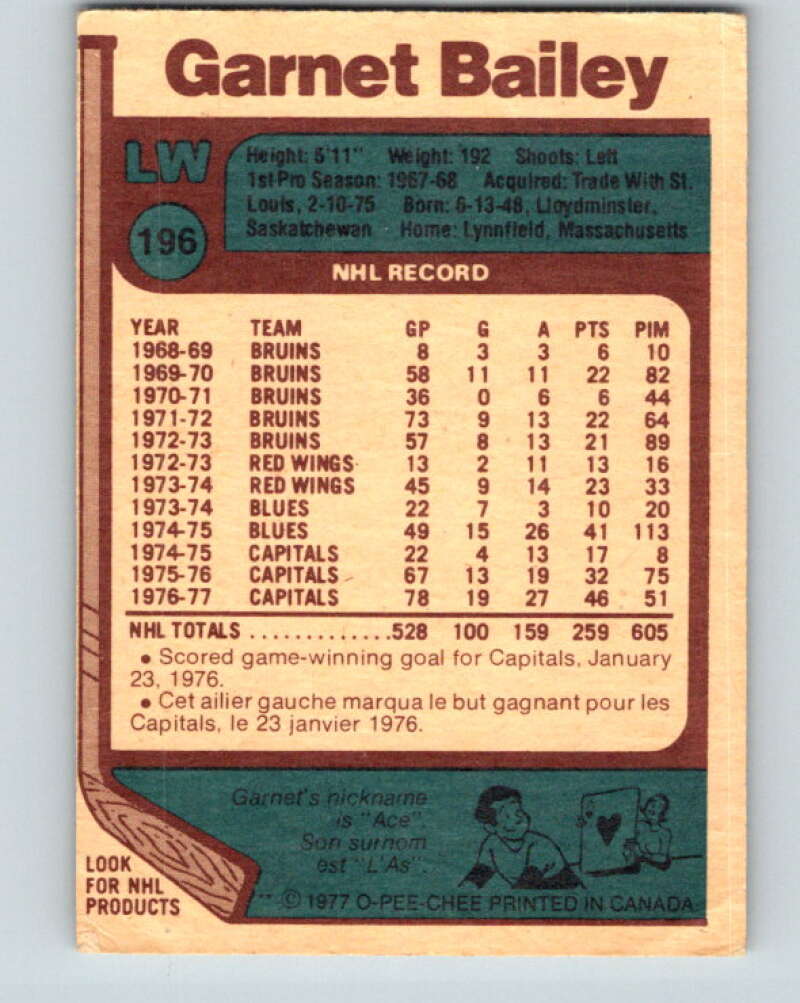 Garnet Bailey
LW
196
Height: 5'11" Weight: 192 Shoots: Left
1st Pro Season: 1967-68 Acquired: Trade With St.
Louis, 2-10-75 Born: 6-13-48, Lloydminster,
Saskatchewan Home: Lynnfield, Massachusetts
NHL RECORD
YEAR TEAM GP G A PTS PIM
1968-69 BRUINS 8 3 3 6 10
1969-70 BRUINS 58 11 11 22 82
1970-71 BRUINS 36 0 6 6 44
1971-72 BRUINS 73 9 13 22 64
1972-73 BRUINS 57 8 13 21 89
1972-73 RED WINGS 13 2 11 13 16
1973-74 RED WINGS 45 9 14 23 33
1973-74 BLUES 22 7 3 10 20
1974-75 BLUES 49 15 26 41 113
1974-75 CAPITALS 22 4 13 17 8
1975-76 CAPITALS 67 13 19 32 75
1976-77 CAPITALS 78 19 27 46 51
NHL TOTALS .............528 100 159 259 605
• Scored game-winning goal for Capitals, January
23, 1976.
• Cet ailier gauche marqua le but gagnant pour les
Capitals, le 23 janvier 1976.
Garnet's nickname
is "Ace"
Son surnom
est "L'As".
LOOK
FOR NHL
PRODUCTS
© 1977 O-PEE-CHEE PRINTED IN CANADA